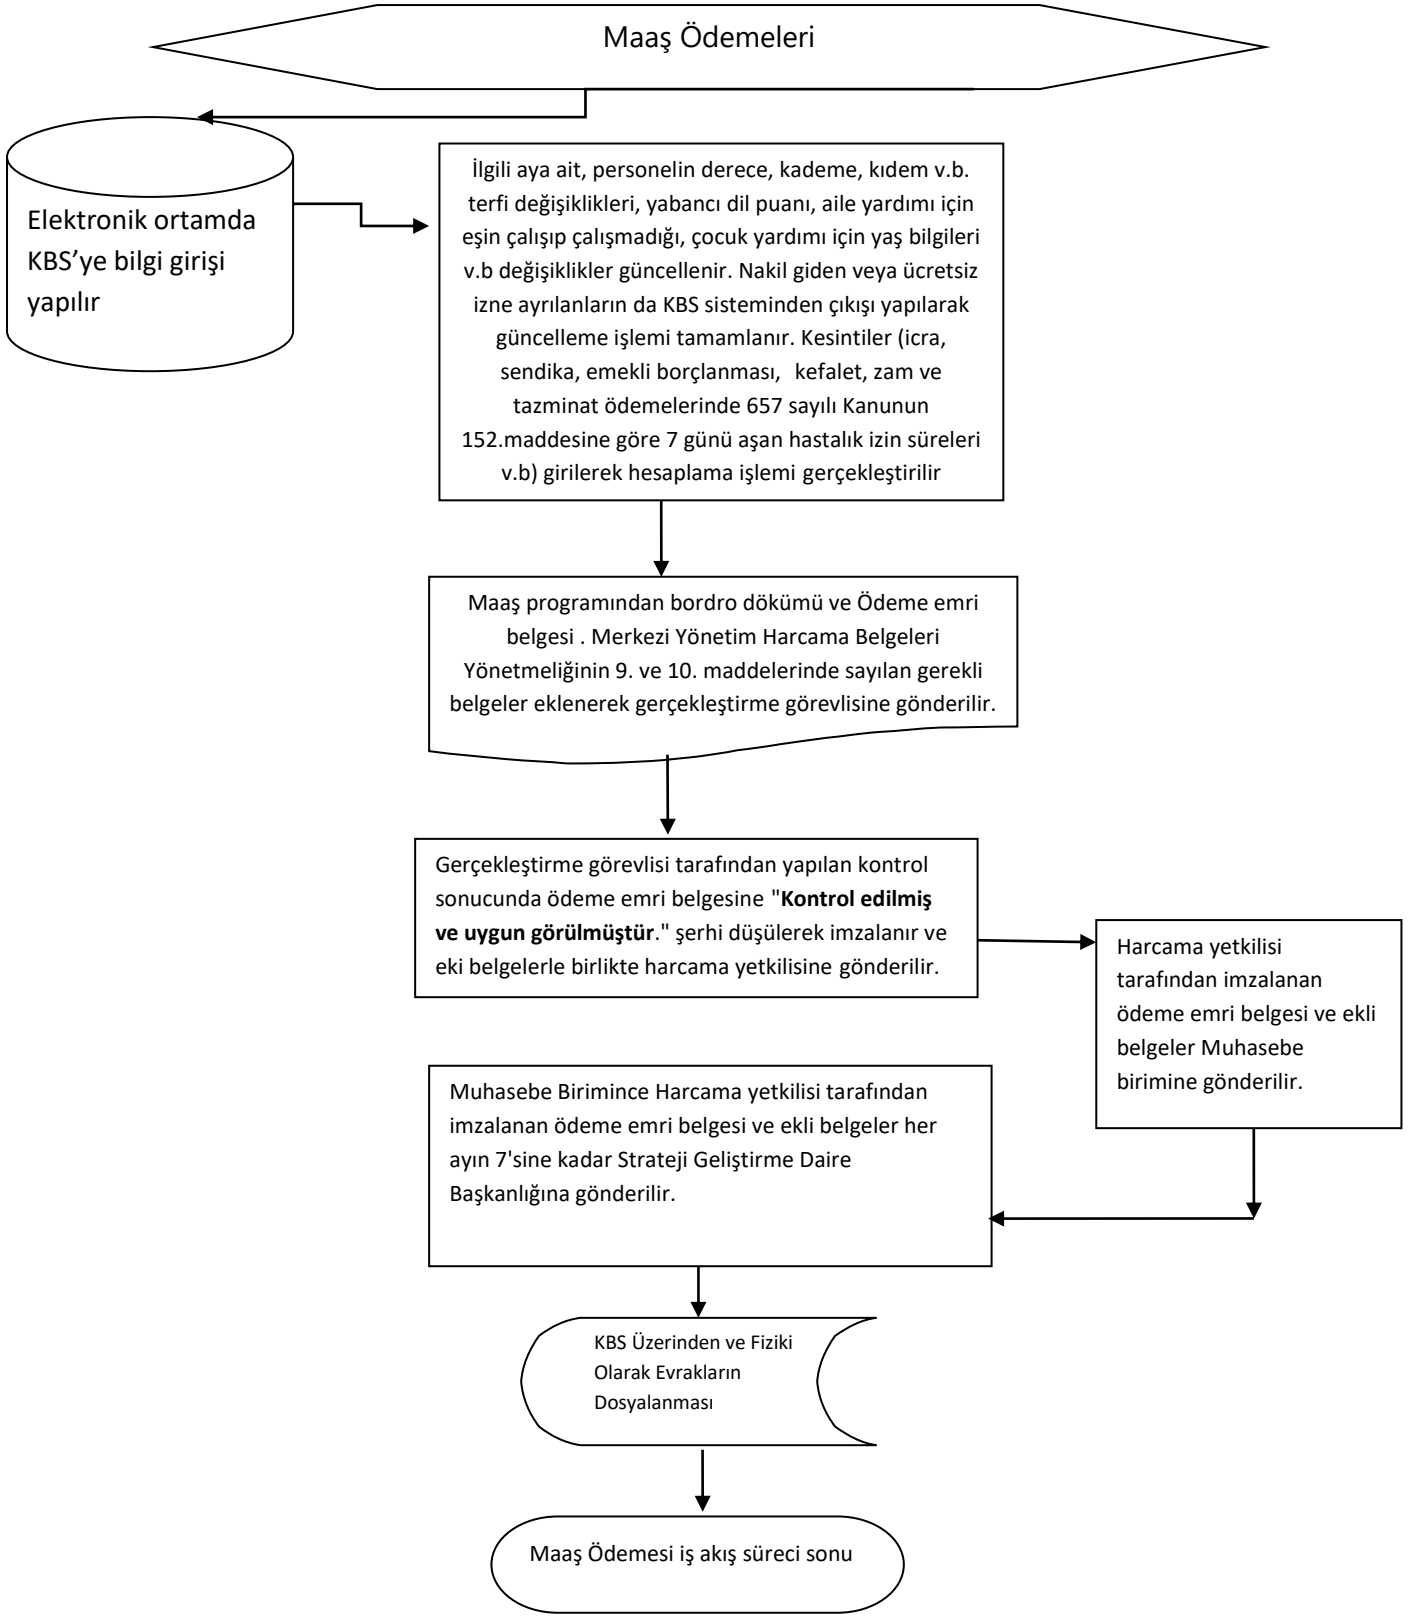 Maaş Ödemeleri
Elektronik ortamda
KBS’ye bilgi girişi
yapılır
İlgili aya ait, personelin derece, kademe, kıdem v.b.
terfi değişiklikleri, yabancı dil puanı, aile yardımı için
eşin çalışıp çalışmadığı, çocuk yardımı için yaş bilgileri
v.b değişiklikler güncellenir. Nakil giden veya ücretsiz
izne ayrılanların da KBS sisteminden çıkışı yapılarak
güncelleme işlemi tamamlanır. Kesintiler (icra,
sendika, emekli borçlanması, kefalet, zam ve
tazminat ödemelerinde 657 sayılı Kanunun
152.maddesine göre 7 günü aşan hastalık izin süreleri
v.b) girilerek hesaplama işlemi gerçekleştirilir
Maaş programından bordro dökümü ve Ödeme emri
belgesi . Merkezi Yönetim Harcama Belgeleri
Yönetmeliğinin 9. ve 10. maddelerinde sayılan gerekli
belgeler eklenerek gerçekleştirme görevlisine gönderilir.
Gerçekleştirme görevlisi tarafından yapılan kontrol
sonucunda ödeme emri belgesine "Kontrol edilmiş
ve uygun görülmüştür." şerhi düşülerek imzalanır ve
eki belgelerle birlikte harcama yetkilisine gönderilir.
Harcama yetkilisi
tarafından imzalanan
ödeme emri belgesi ve ekli
belgeler Muhasebe
birimine gönderilir.
Muhasebe Birimince Harcama yetkilisi tarafından
imzalanan ödeme emri belgesi ve ekli belgeler her
ayın 7'sine kadar Strateji Geliştirme Daire
Başkanlığına gönderilir.
KBS Üzerinden ve Fiziki
Olarak Evrakların
Dosyalanması
Maaş Ödemesi iş akış süreci sonu